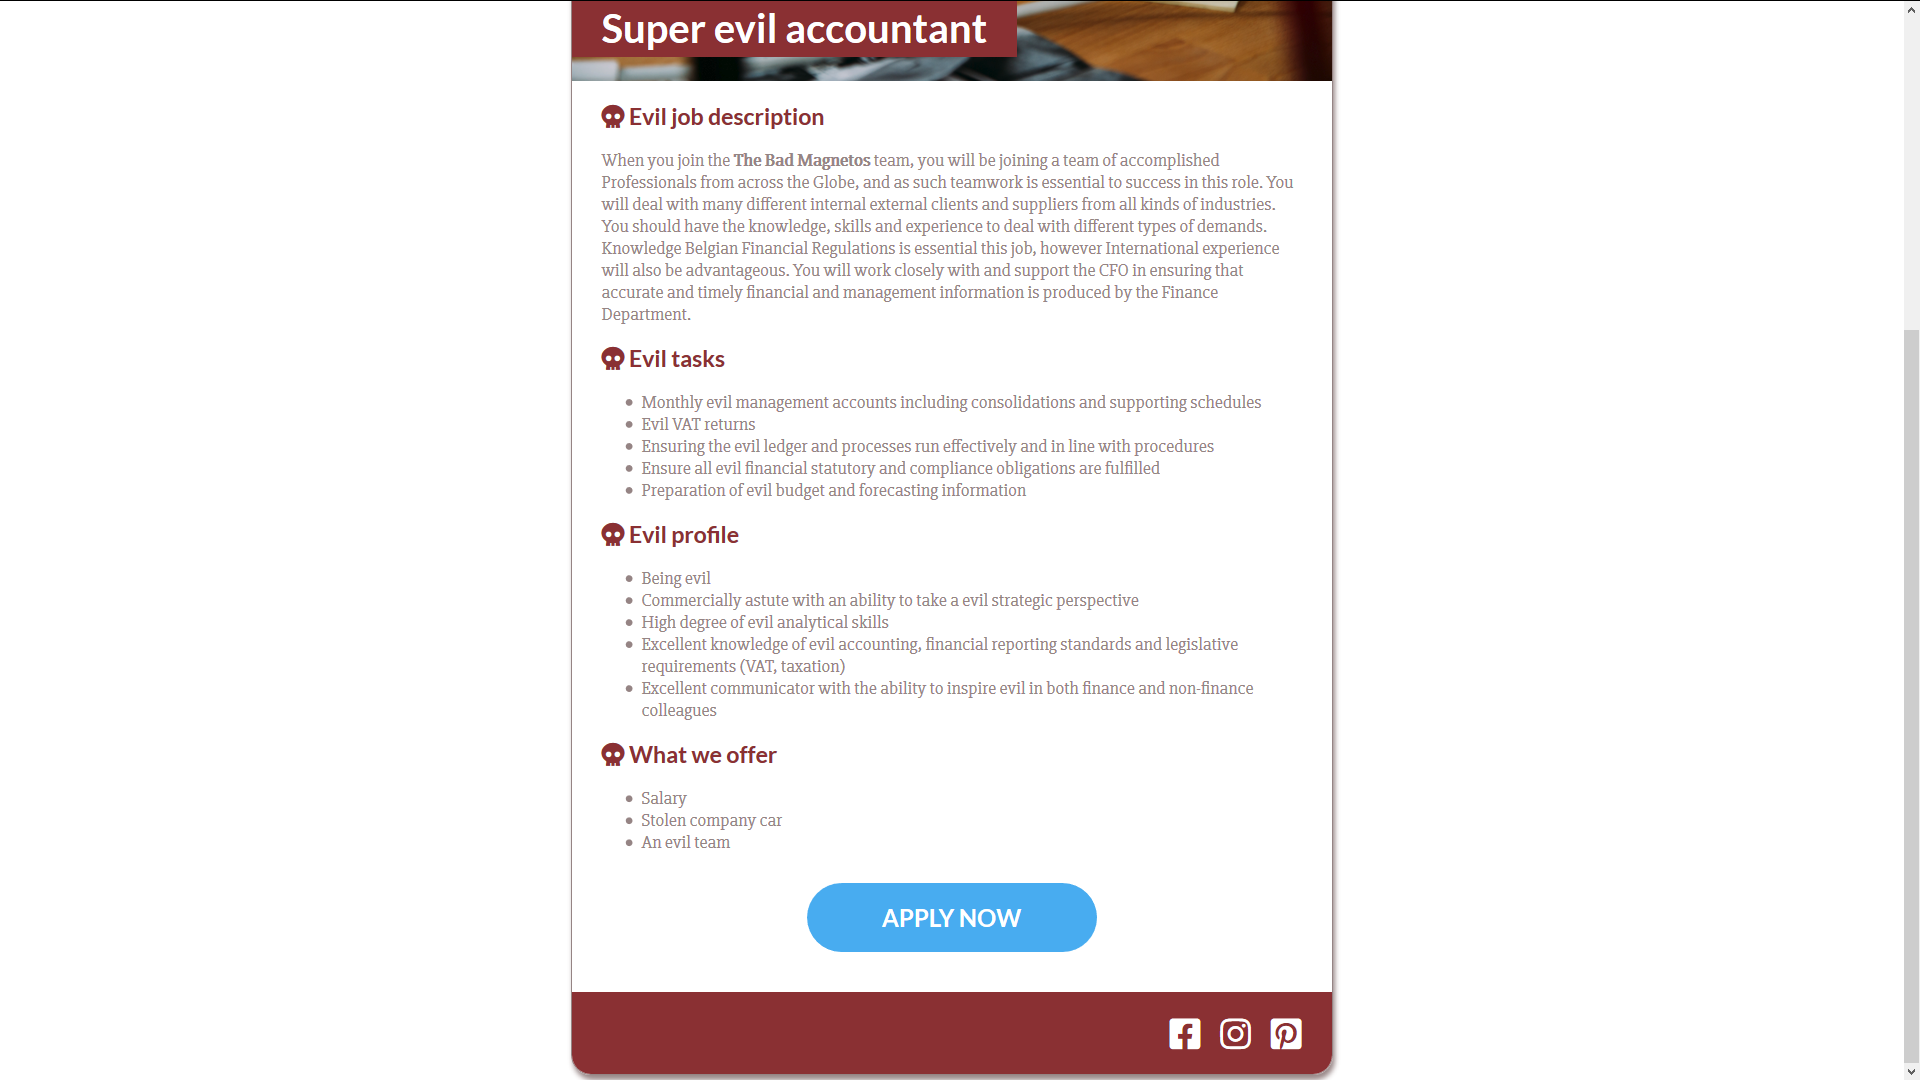 Super evil accountant
Evil job description
When you join the The Bad Magnetos team, you will be joining a team of accomplished
Professionals from across the Globe, and as such teamwork is essential to success in this role. You
will deal with many different internal external clients and suppliers from all kinds of industries.
You should have the knowledge, skills and experience to deal with different types of demands.
Knowledge Belgian Financial Regulations is essential this job, however International experience
will also be advantageous. You will work closely with and support the CFO in ensuring that
accurate and timely financial and management information is produced by the Finance
Department.
Evil tasks
Monthly evil management accounts including consolidations and supporting schedules
Evil VAT returns
Ensuring the evil ledger and processes run effectively and in line with procedures
Ensure all evil financial statutory and compliance obligations are fulfilled
Preparation of evil budget and forecasting information
Evil profile
Being evil
Commercially astute with an ability to take a evil strategic perspective
High degree of evil analytical skills
Excellent knowledge of evil accounting, financial reporting standards and legislative
requirements (VAT, taxation)
Excellent communicator with the ability to inspire evil in both finance and non-finance
colleagues
What we offer
Salary
Stolen company car
An evil team
APPLY NOW